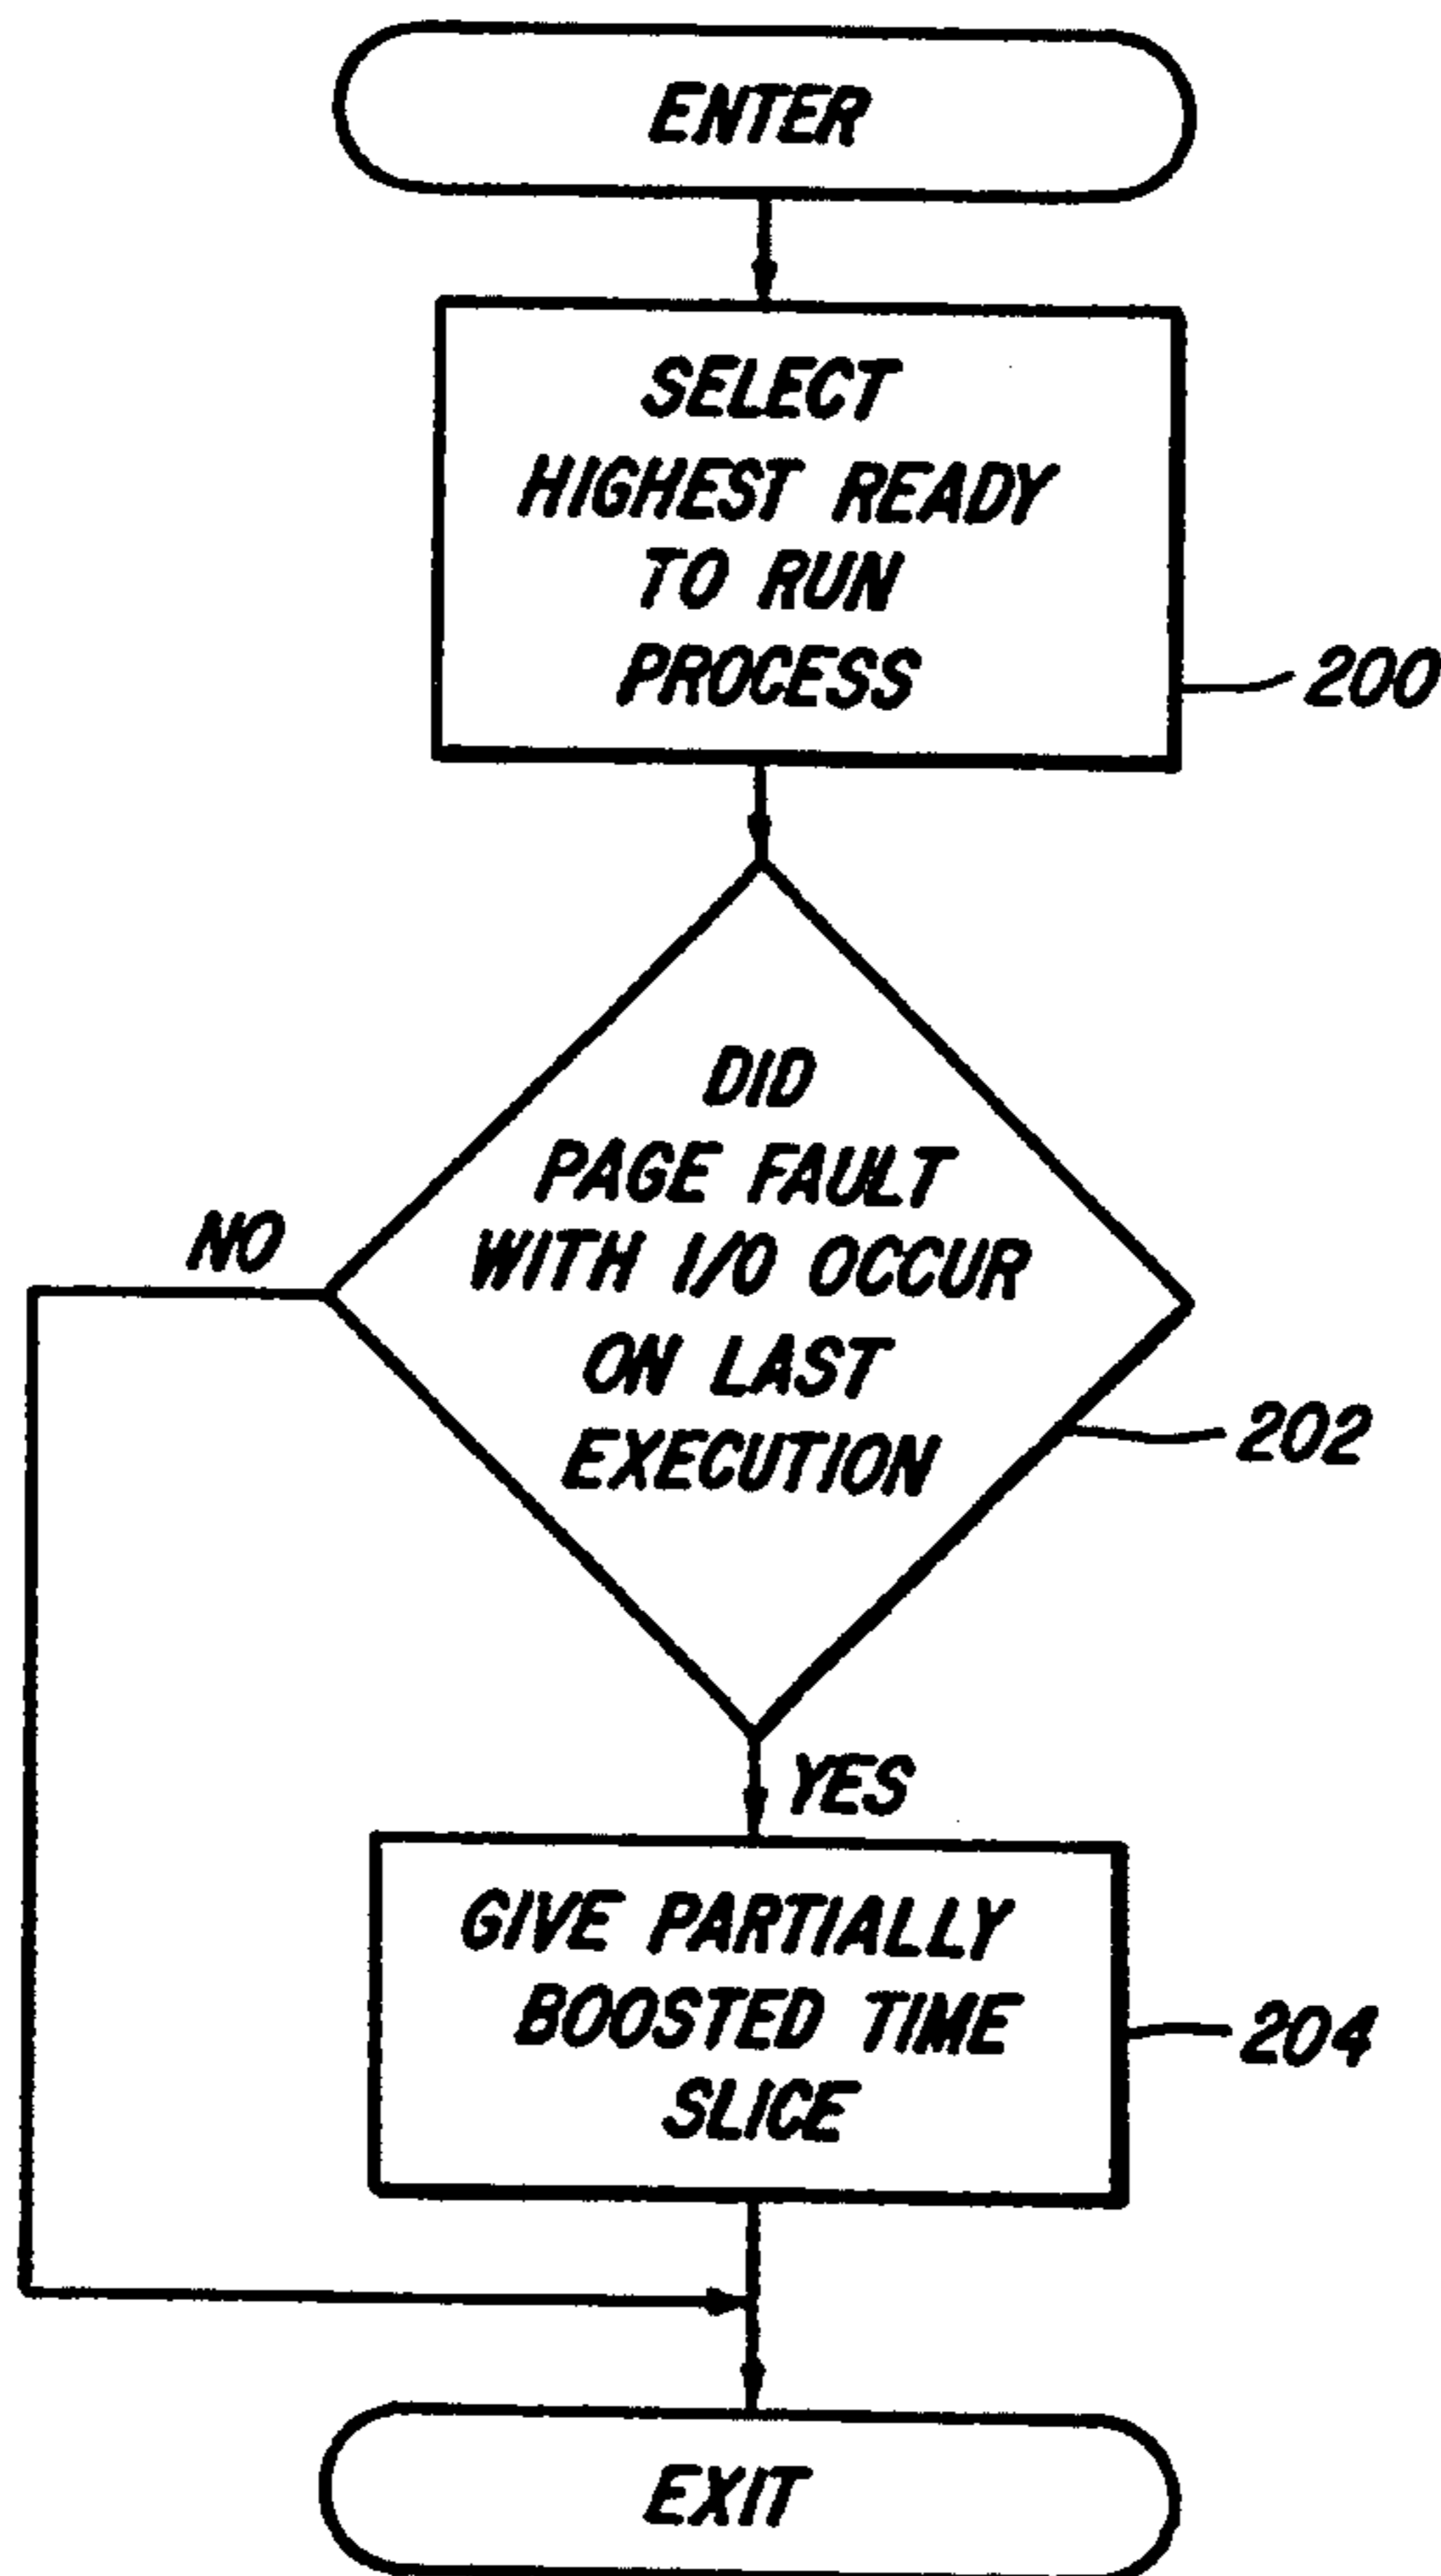 ENTER
SELECT
HIGHEST READY
TO RUN
PROCESS
200
DID
PAGE FAULT
WITH I/O OCCUR
ON LAST
EXECUTION
NO
202
YES
GIVE PARTIALLY
BOOSTED TIME
SLICE
204
EXIT